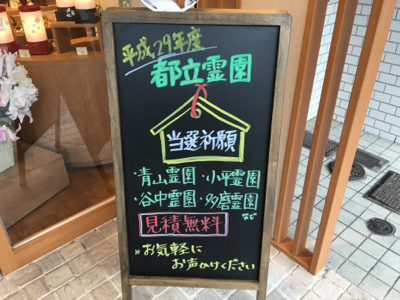 平成29年度
都立霊園
当選祈願
・青山霊園 ・小平霊園
・谷中霊園 ・多磨霊園
など
見積無料
※お気軽に
お声かけください